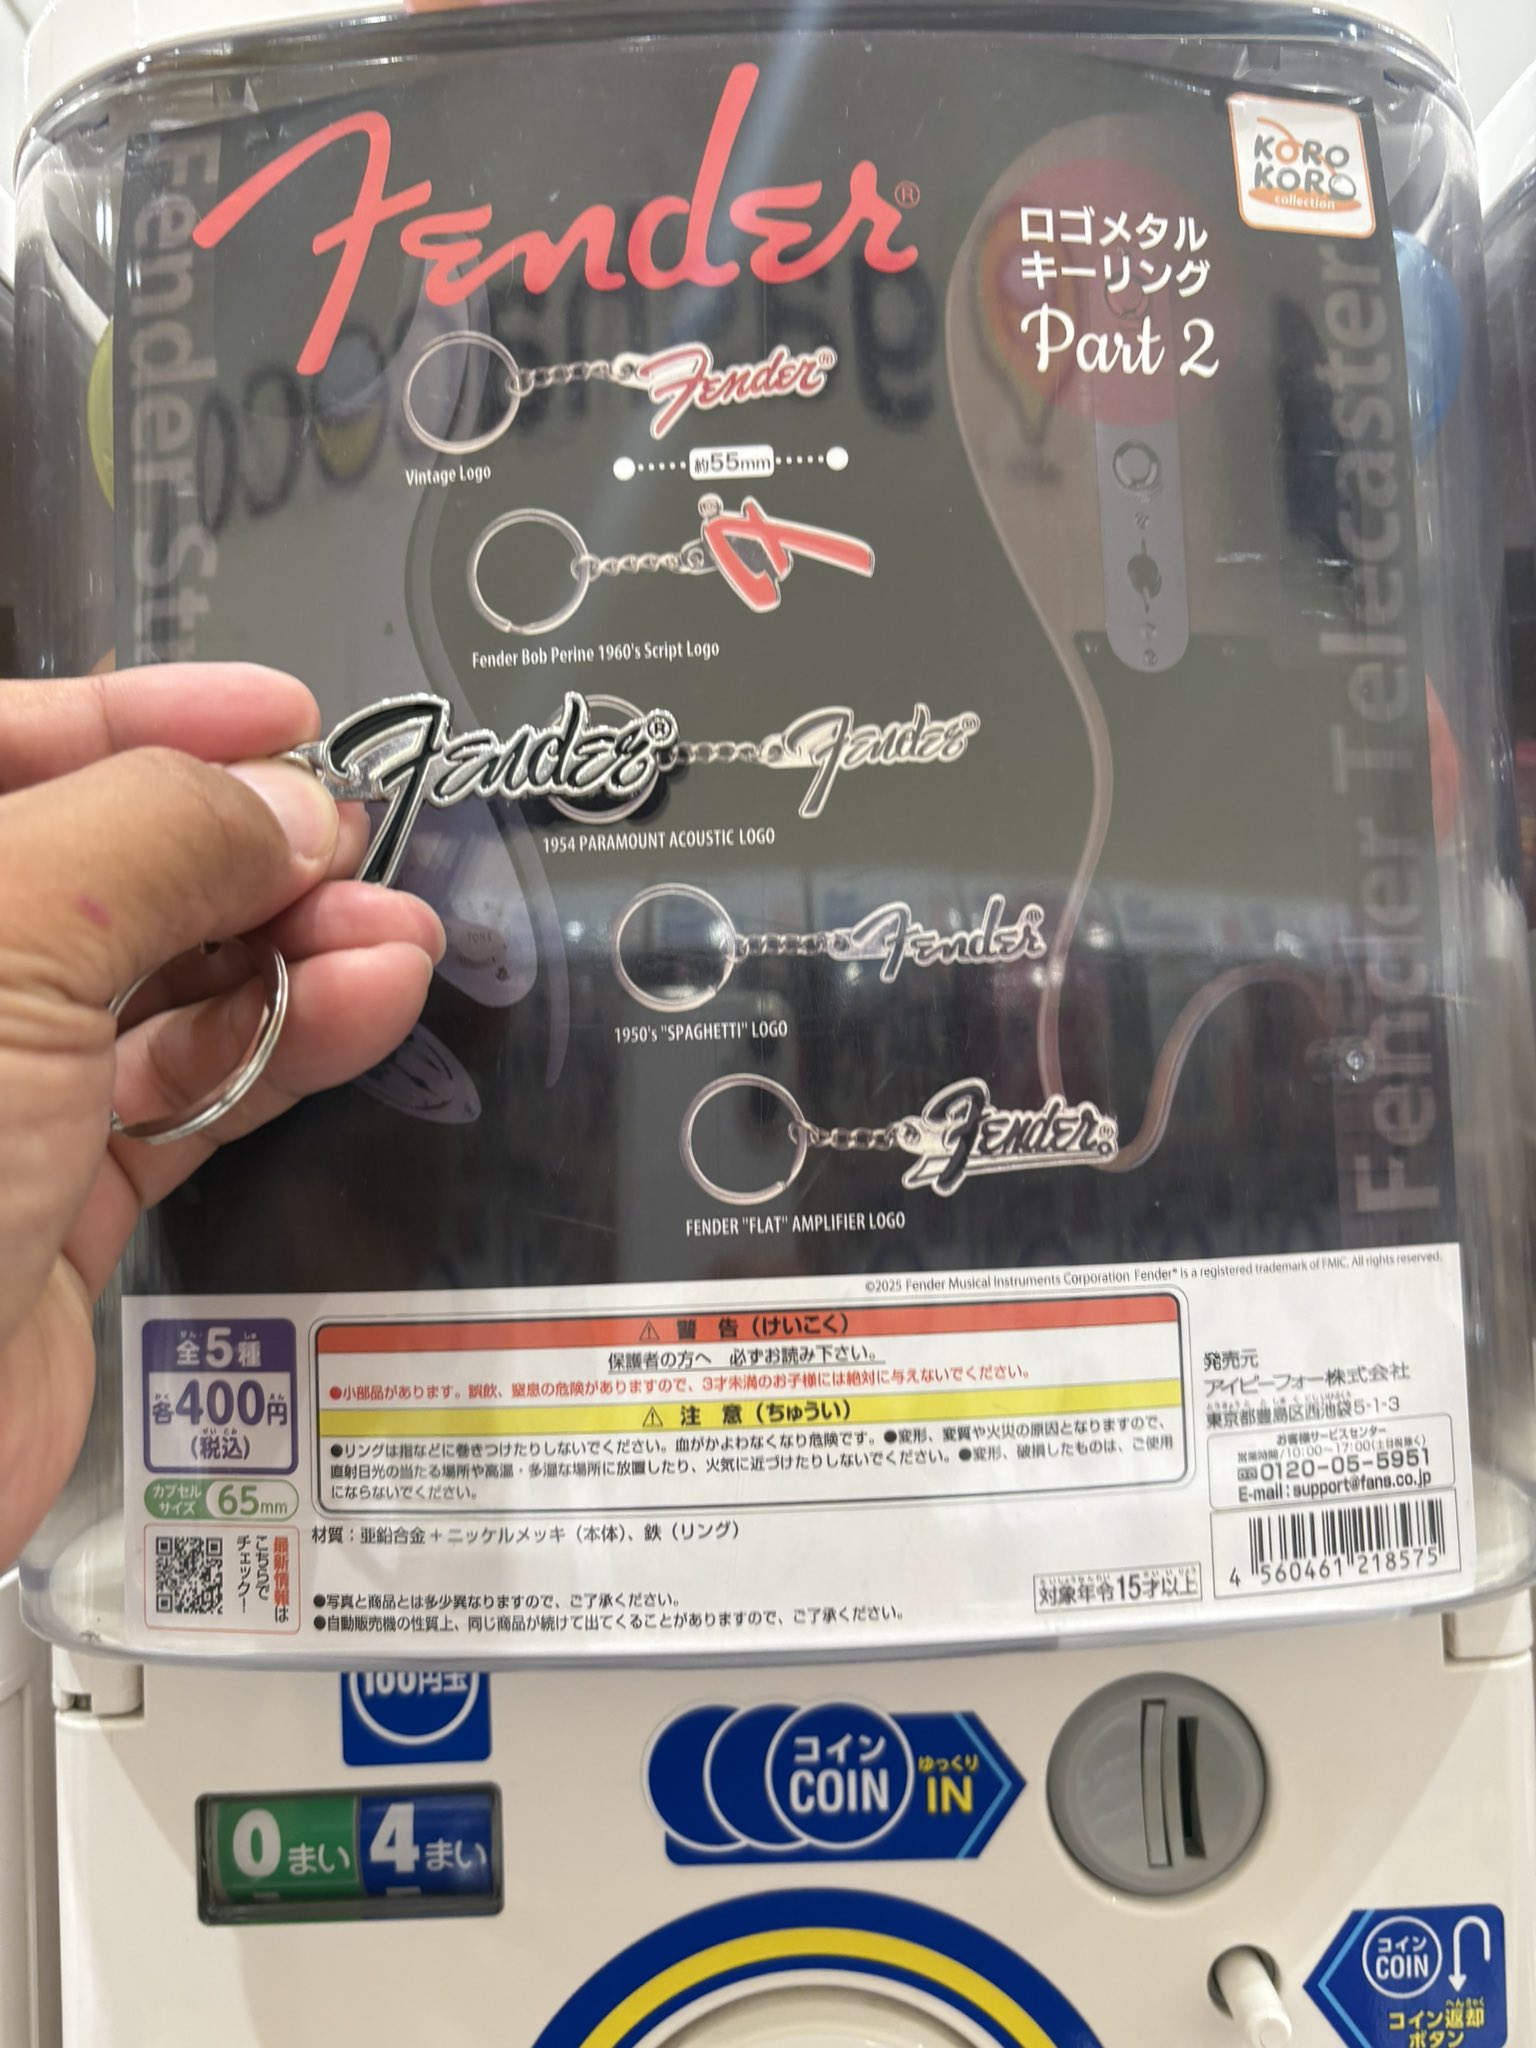 Fender®
KORO
KORO
collection
ロゴメタル
キーリング
Part 2
Fender
Fender Telecaster
Fender®
Vintage Logo
約55mm
Fender Bob Perine 1960's Script Logo
Fender®
Fender®
1954 PARAMOUNT ACOUSTIC LOGO
Fender®
1950's "SPAGHETTI" LOGO
Fender®
FENDER "FLAT" AMPLIFIER LOGO
TONE
©2025 Fender Musical Instruments Corporation Fender® is a registered trademark of FMIC. All rights reserved.
全5種
各400円
(税込)
カプセル
サイズ 65mm
最新情報は
こちらで
チェック!
⚠ 警告(けいこく)
保護者の方へ 必ずお読み下さい。
●小部品があります。誤飲、窒息の危険がありますので、3才未満のお子様には絶対に与えないでください。
⚠ 注意(ちゅうい)
●リングは指などに巻きつけたりしないでください。血がかよわなくなり危険です。●変形、変質や火災の原因となりますので、
直射日光の当たる場所や高温・多湿な場所に放置したり、火気に近づけたりしないでください。●変形、破損したものは、ご使用
にならないでください。
材質:亜鉛合金+ニッケルメッキ(本体)、鉄(リング)
●写真と商品とは多少異なりますので、ご了承ください。
●自動販売機の性質上、同じ商品が続けて出てくることがありますので、ご了承ください。
対象年令15才以上
発売元
アイピーフォー株式会社
東京都豊島区西池袋5-1-3
お客様サービスセンター
営業時間/10:00~17:00(土日祝除く)
0120-05-5951
E-mail:support@fans.co.jp
4 560461 218575
100円玉
0まい 4まい
コイン
COIN
ゆっくり
IN
コイン
COIN
コイン返却
ボタン